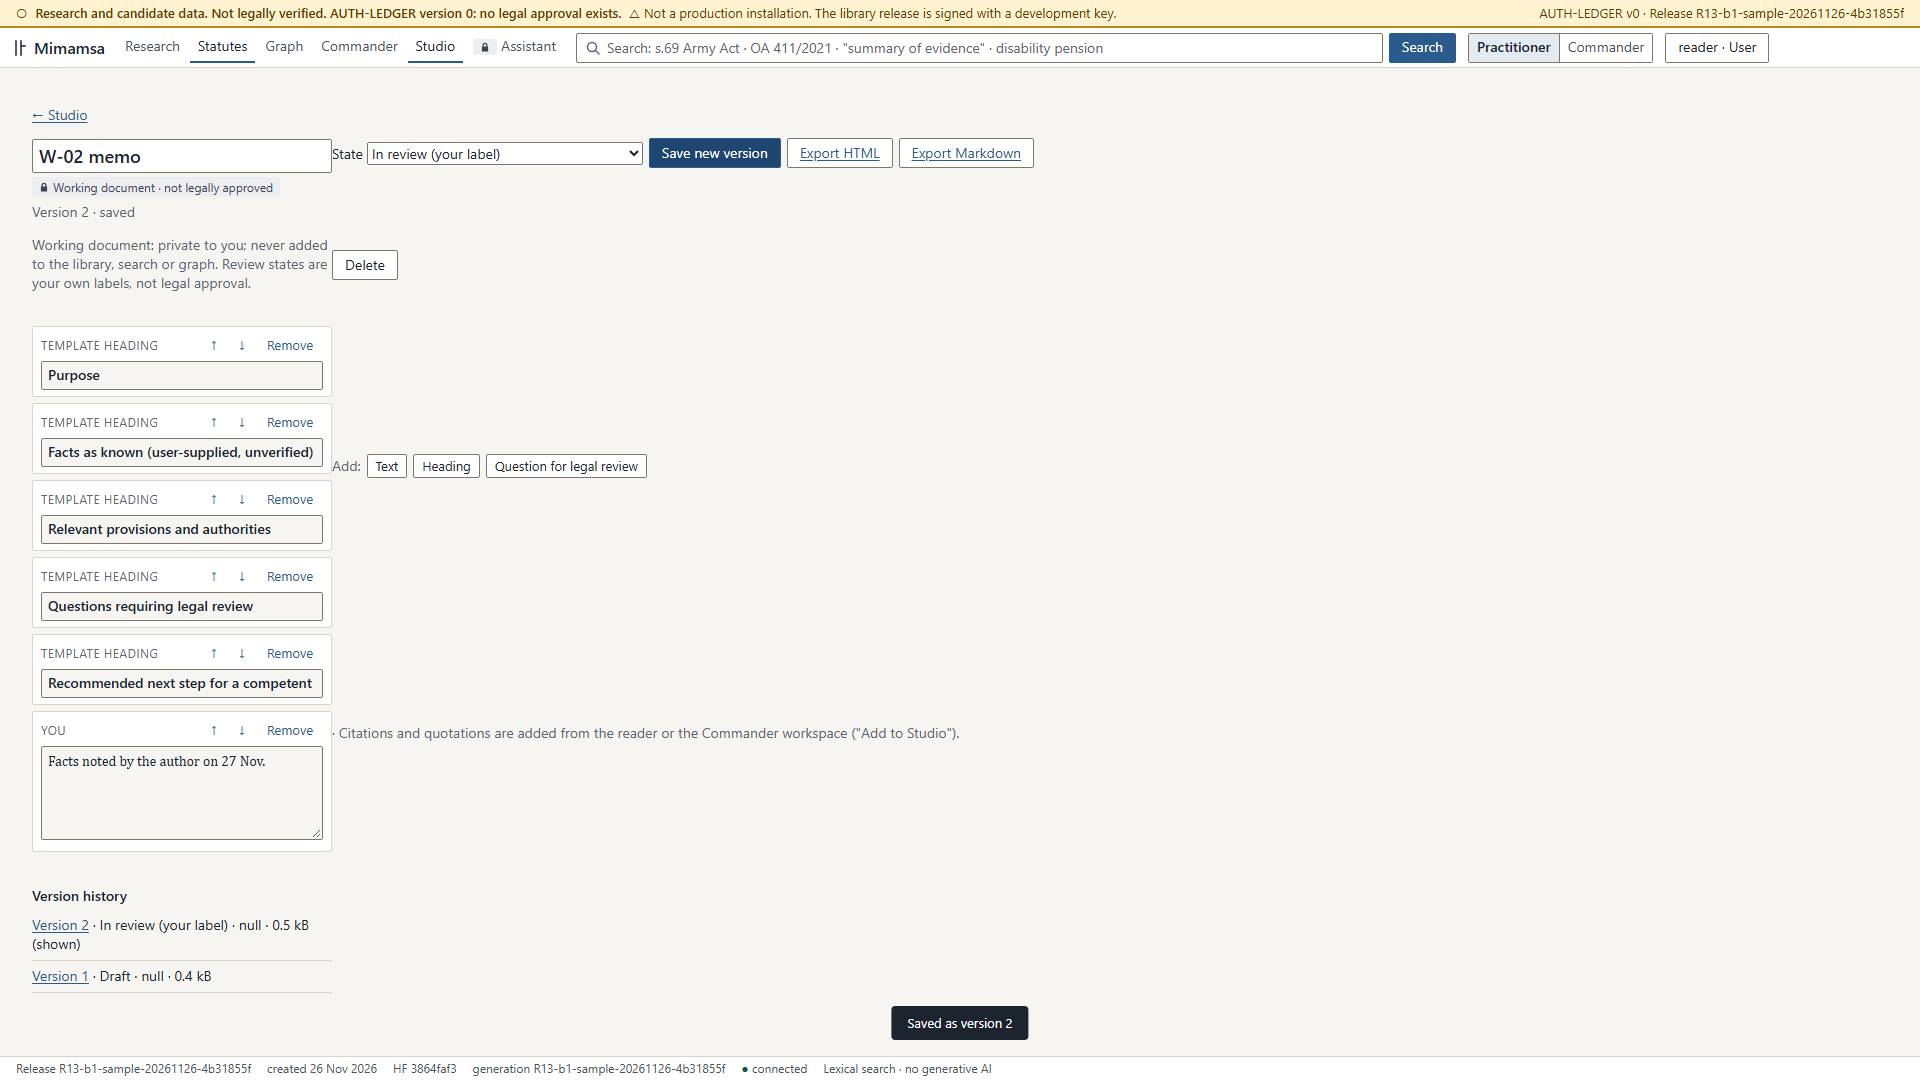 Research and candidate data. Not legally verified. AUTH-LEDGER version 0: no legal approval exists. ⚠ Not a production installation. The library release is signed with a development key.
AUTH-LEDGER v0 · Release R13-b1-sample-20261126-4b31855f
Mimamsa
Research
Statutes
Graph
Commander
Studio
Assistant
Search: s.69 Army Act · OA 411/2021 · "summary of evidence" · disability pension
Search
Practitioner
Commander
reader · User
← Studio
W-02 memo
State
In review (your label)
Save new version
Export HTML
Export Markdown
Working document · not legally approved
Version 2 · saved
Working document: private to you; never added
to the library, search or graph. Review states are
your own labels, not legal approval.
Delete
TEMPLATE HEADING ↑ ↓ Remove
Purpose
TEMPLATE HEADING ↑ ↓ Remove
Facts as known (user-supplied, unverified)
Add: Text Heading Question for legal review
TEMPLATE HEADING ↑ ↓ Remove
Relevant provisions and authorities
TEMPLATE HEADING ↑ ↓ Remove
Questions requiring legal review
TEMPLATE HEADING ↑ ↓ Remove
Recommended next step for a competent
YOU ↑ ↓ Remove
· Citations and quotations are added from the reader or the Commander workspace ("Add to Studio").
Facts noted by the author on 27 Nov.
Version history
Version 2 · In review (your label) · null · 0.5 kB
(shown)
Version 1 · Draft · null · 0.4 kB
Saved as version 2
Release R13-b1-sample-20261126-4b31855f created 26 Nov 2026 HF 3864faf3 generation R13-b1-sample-20261126-4b31855f ● connected Lexical search · no generative AI